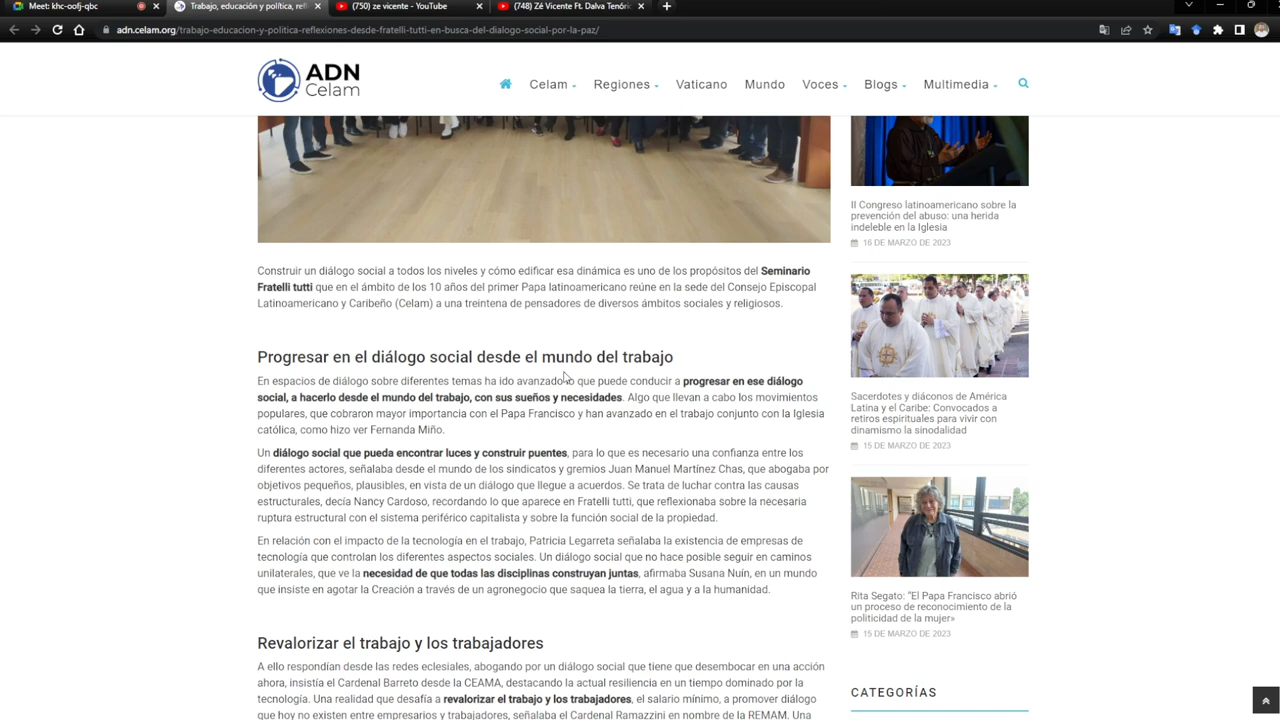 Meet: khc-oofj-qbc
Trabajo, educación y política, refl
(750) ze vicente - YouTube
(748) Zé Vicente Ft. Dalva Tenóri
adn.celam.org/trabajo-educacion-y-politica-reflexiones-desde-fratelli-tutti-en-busca-del-dialogo-social-por-la-paz/
ADN
Celam
Celam
Regiones
Vaticano
Mundo
Voces
Blogs
Multimedia
Construir un diálogo social a todos los niveles y cómo edificar esa dinámica es uno de los propósitos del Seminario
Fratelli tutti que en el ámbito de los 10 años del primer Papa latinoamericano reúne en la sede del Consejo Episcopal
Latinoamericano y Caribeño (Celam) a una treintena de pensadores de diversos ámbitos sociales y religiosos.
Progresar en el diálogo social desde el mundo del trabajo
En espacios de diálogo sobre diferentes temas ha ido avanzado lo que puede conducir a progresar en ese diálogo
social, a hacerlo desde el mundo del trabajo, con sus sueños y necesidades. Algo que llevan a cabo los movimientos
populares, que cobraron mayor importancia con el Papa Francisco y han avanzado en el trabajo conjunto con la Iglesia
católica, como hizo ver Fernanda Miño.
Un diálogo social que pueda encontrar luces y construir puentes, para lo que es necesario una confianza entre los
diferentes actores, señalaba desde el mundo de los sindicatos y gremios Juan Manuel Martínez Chas, que abogaba por
objetivos pequeños, plausibles, en vista de un diálogo que llegue a acuerdos. Se trata de luchar contra las causas
estructurales, decía Nancy Cardoso, recordando lo que aparece en Fratelli tutti, que reflexionaba sobre la necesaria
ruptura estructural con el sistema periférico capitalista y sobre la función social de la propiedad.
En relación con el impacto de la tecnología en el trabajo, Patricia Legarreta señalaba la existencia de empresas de
tecnología que controlan los diferentes aspectos sociales. Un diálogo social que no hace posible seguir en caminos
unilaterales, que ve la necesidad de que todas las disciplinas construyan juntas, afirmaba Susana Nuín, en un mundo
que insiste en agotar la Creación a través de un agronegocio que saquea la tierra, el agua y a la humanidad.
Revalorizar el trabajo y los trabajadores
A ello respondían desde las redes eclesiales, abogando por un diálogo social que tiene que desembocar en una acción
ahora, insistía el Cardenal Barreto desde la CEAMA, destacando la actual resiliencia en un tiempo dominado por la
tecnología. Una realidad que desafía a revalorizar el trabajo y los trabajadores, el salario mínimo, a promover diálogo
que hoy no existen entre empresarios y trabajadores, señalaba el Cardenal Ramazzini en nombre de la REMAM. Una
II Congreso latinoamericano sobre la
prevención del abuso: una herida
indeleble en la Iglesia
16 DE MARZO DE 2023
Sacerdotes y diáconos de América
Latina y el Caribe: Convocados a
retiros espirituales para vivir con
dinamismo la sinodalidad
15 DE MARZO DE 2023
Rita Segato: “El Papa Francisco abrió
un proceso de reconocimiento de la
politicidad de la mujer»
15 DE MARZO DE 2023
CATEGORÍAS